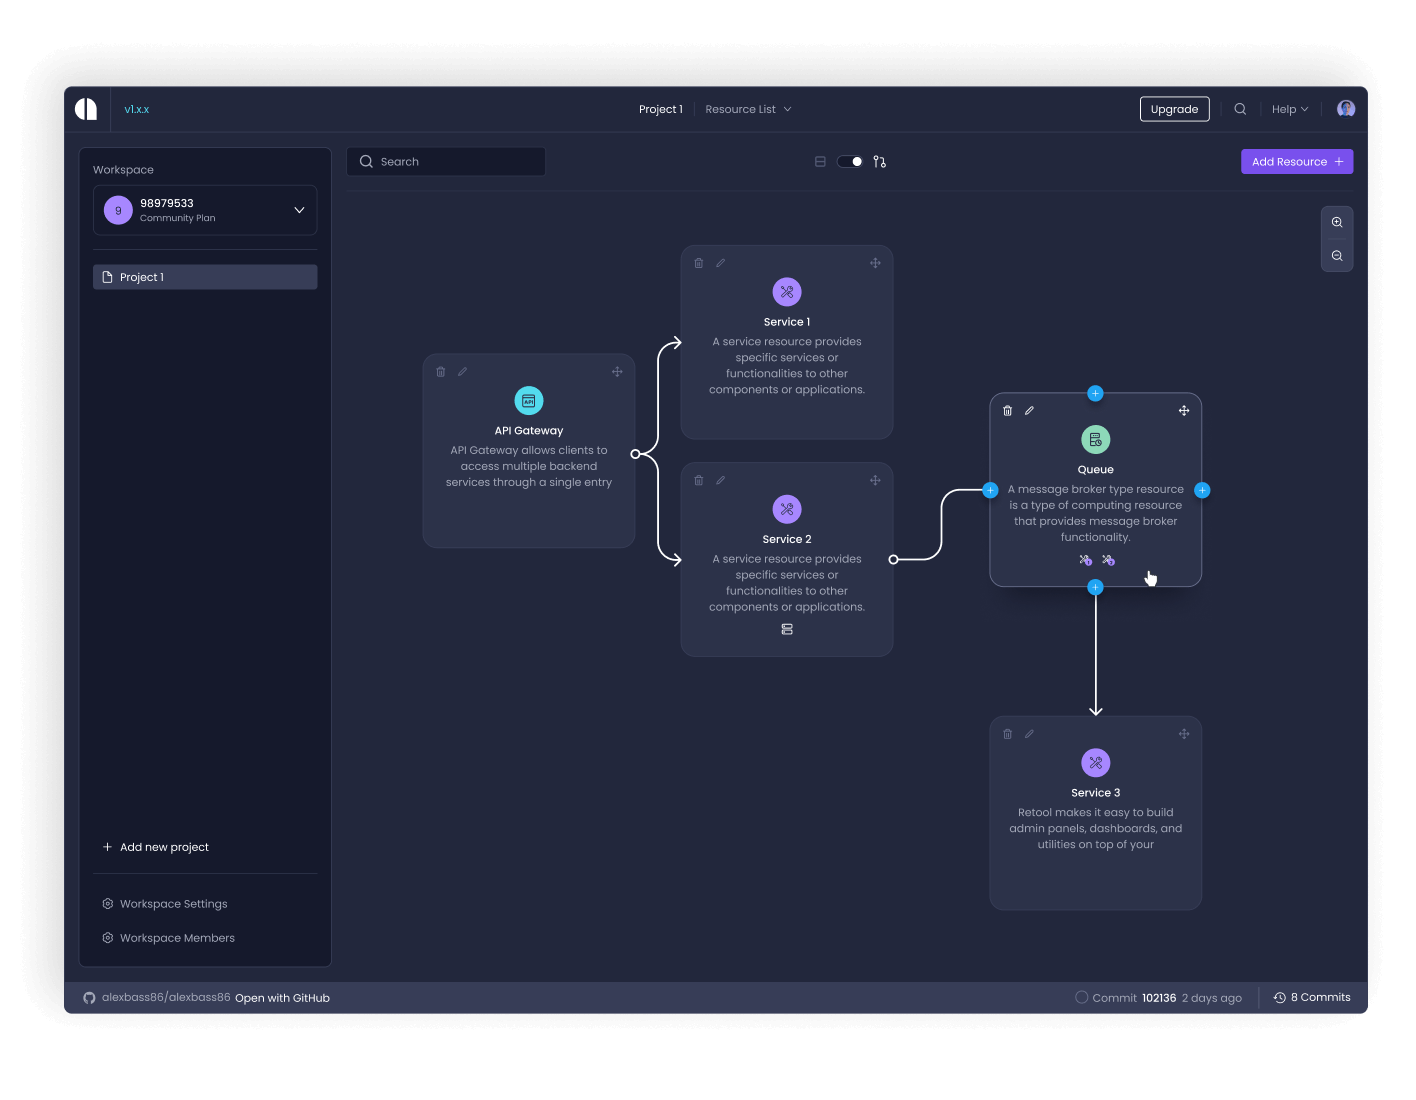 v1.x.x
Project 1
Resource List
Upgrade
Help
Workspace
9
98979533
Community Plan
Project 1
Add new project
Workspace Settings
Workspace Members
Search
Add Resource
API
API Gateway
API Gateway allows clients to
access multiple backend
services through a single entry
Service 1
A service resource provides
specific services or
functionalities to other
components or applications.
Service 2
A service resource provides
specific services or
functionalities to other
components or applications.
Queue
A message broker type resource
is a type of computing resource
that provides message broker
functionality.
Service 3
Retool makes it easy to build
admin panels, dashboards, and
utilities on top of your
alexbass86/alexbass86 Open with GitHub
Commit 102136 2 days ago
8 Commits